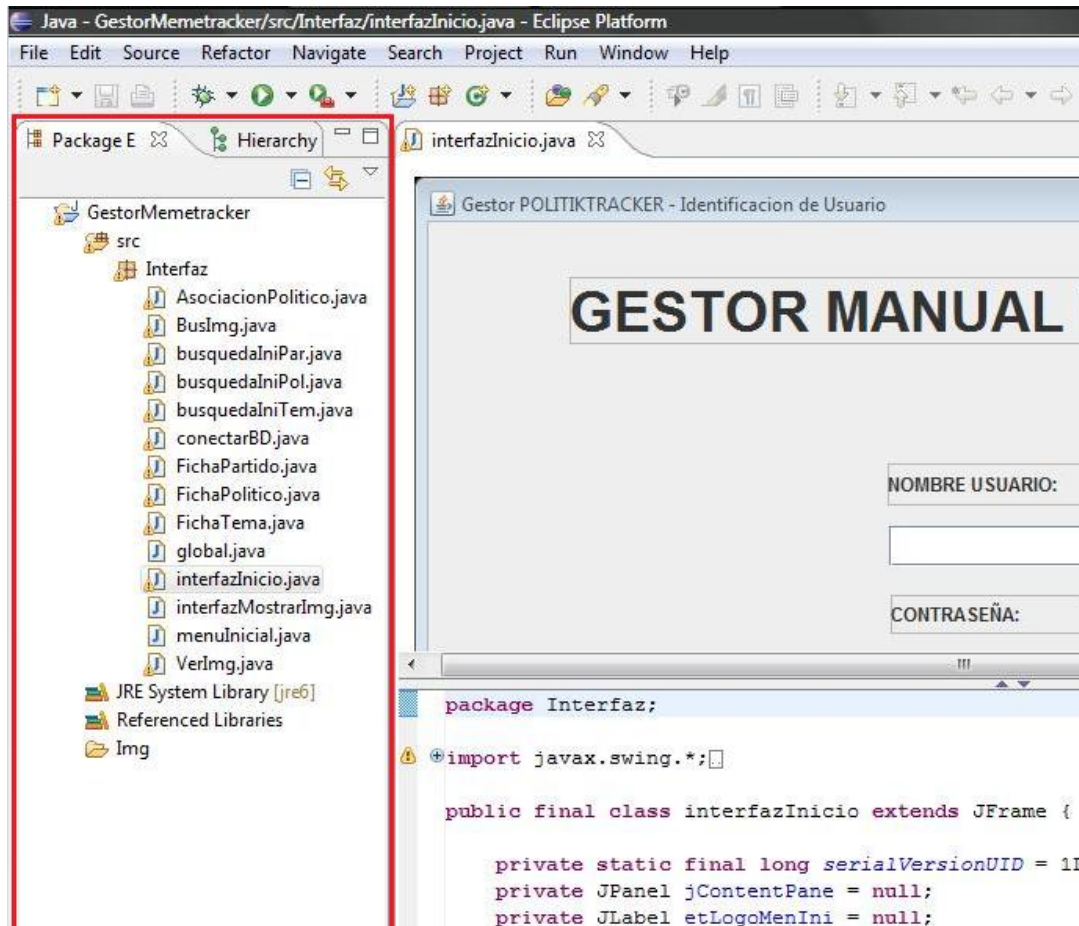 Java - GestorMemetracker/src/Interfaz/interfazInicio.java - Eclipse Platform
File Edit Source Refactor Navigate Search Project Run Window Help
Package E Hierarchy
interfazInicio.java
GestorMemetracker
src
Interfaz
AsociacionPolitico.java
BusImg.java
busquedaIniPar.java
busquedaIniPol.java
busquedaIniTem.java
conectarBD.java
FichaPartido.java
FichaPolitico.java
FichaTema.java
global.java
interfazInicio.java
interfazMostrarImg.java
menuInicial.java
VerImg.java
JRE System Library [jre6]
Referenced Libraries
Img
Gestor POLITIKTRACKER - Identificacion de Usuario
GESTOR MANUAL
NOMBRE USUARIO:
CONTRASEÑA:
package Interfaz;
import javax.swing.*;
public final class interfazInicio extends JFrame {
private static final long serialVersionUID = 1L
private JPanel jContentPane = null;
private JLabel etLogoMenIni = null;